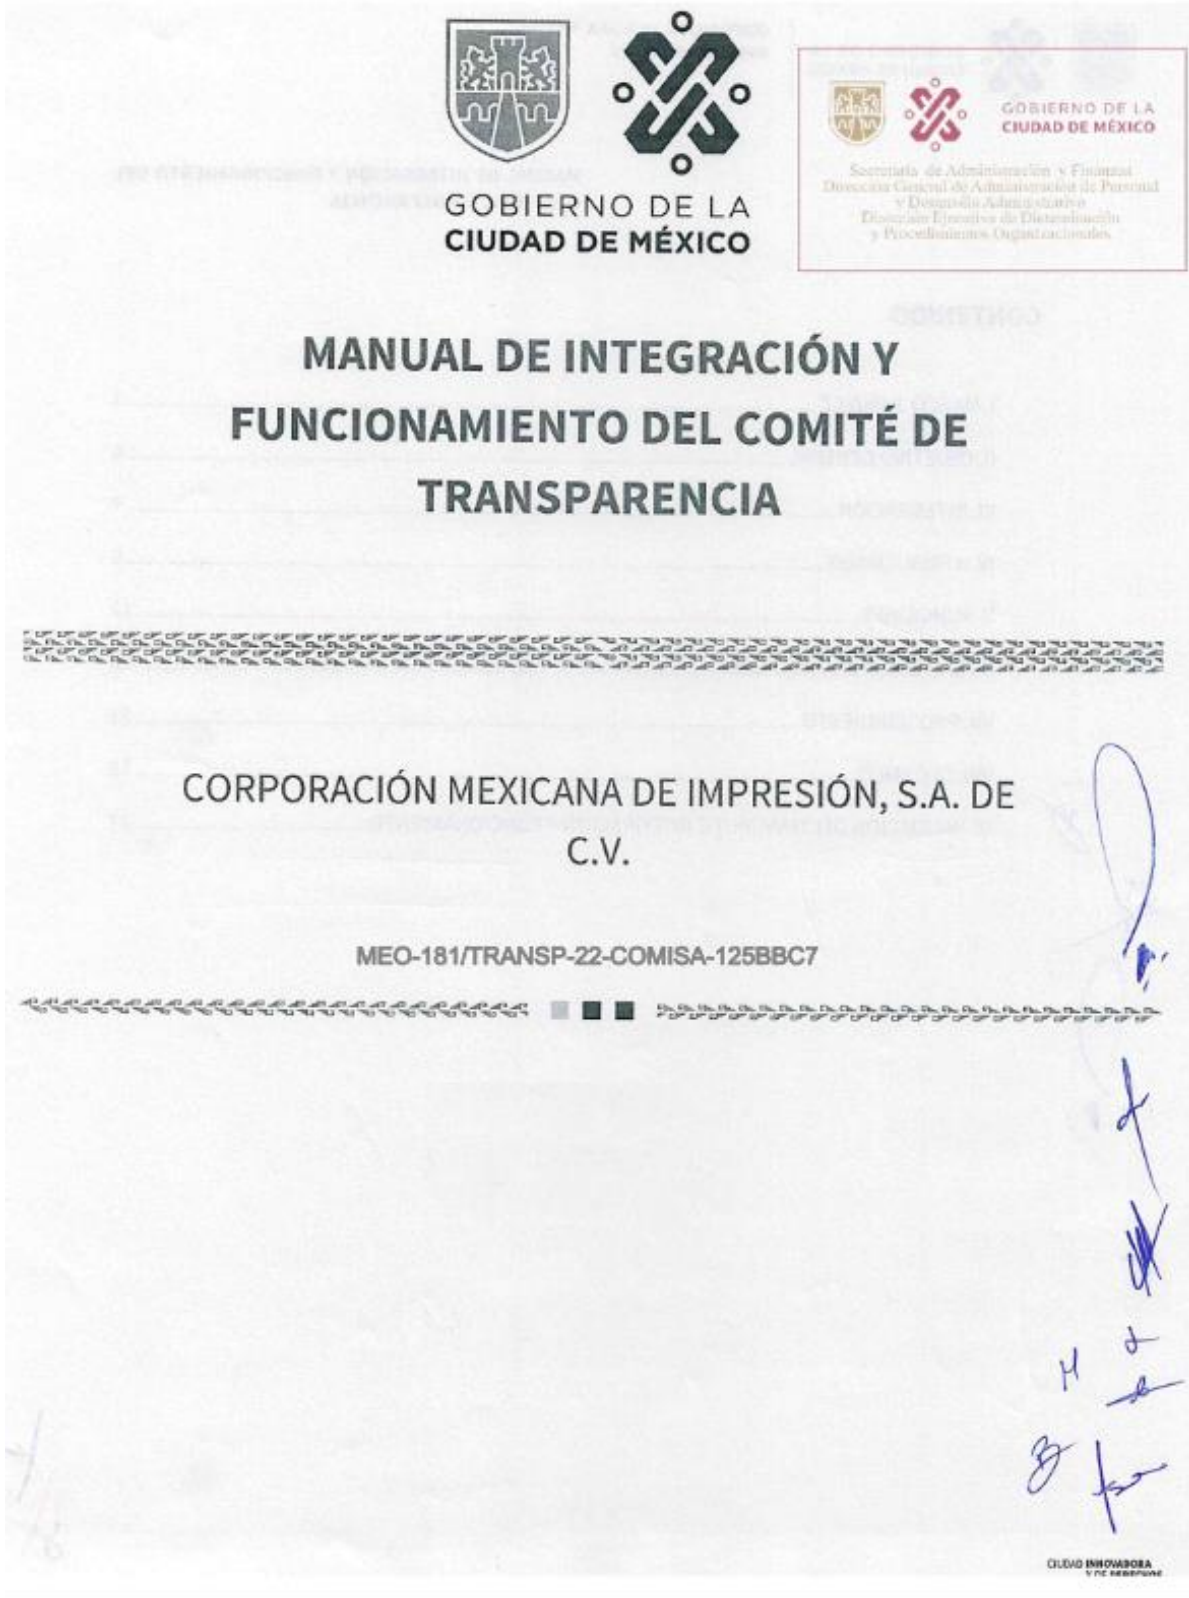 GOBIERNO DE LA
CIUDAD DE MÉXICO
GOBIERNO DE LA
CIUDAD DE MÉXICO
Secretaría de Administración y Finanzas
Dirección General de Administración de Personal
y Desarrollo Administrativo
Dirección Ejecutiva de Dictaminación
y Procedimientos Organizacionales
MANUAL DE INTEGRACIÓN Y
FUNCIONAMIENTO DEL COMITÉ DE
TRANSPARENCIA
CORPORACIÓN MEXICANA DE IMPRESIÓN, S.A. DE
C.V.
MEO-181/TRANSP-22-COMISA-125BBC7
CIUDAD INNOVADORA
Y DE DERECHOS